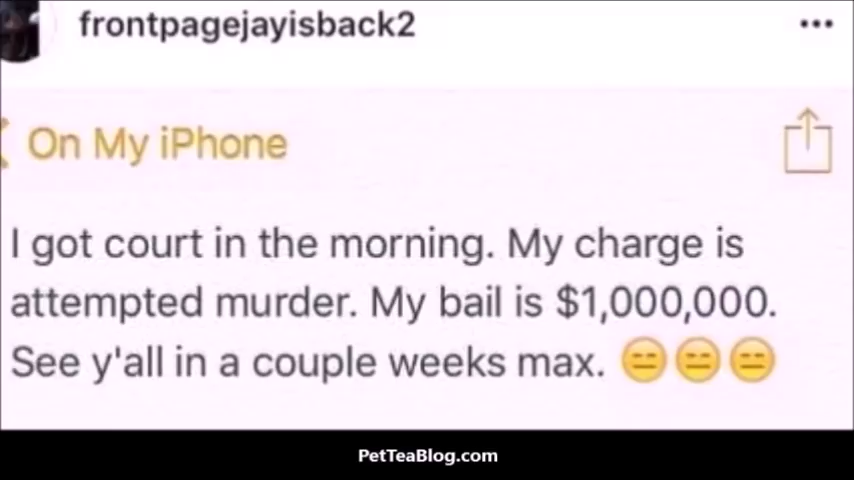 frontpagejayisback2
On My iPhone
I got court in the morning. My charge is
attempted murder. My bail is $1,000,000.
See y'all in a couple weeks max. 😑😑😑
PetTeaBlog.com